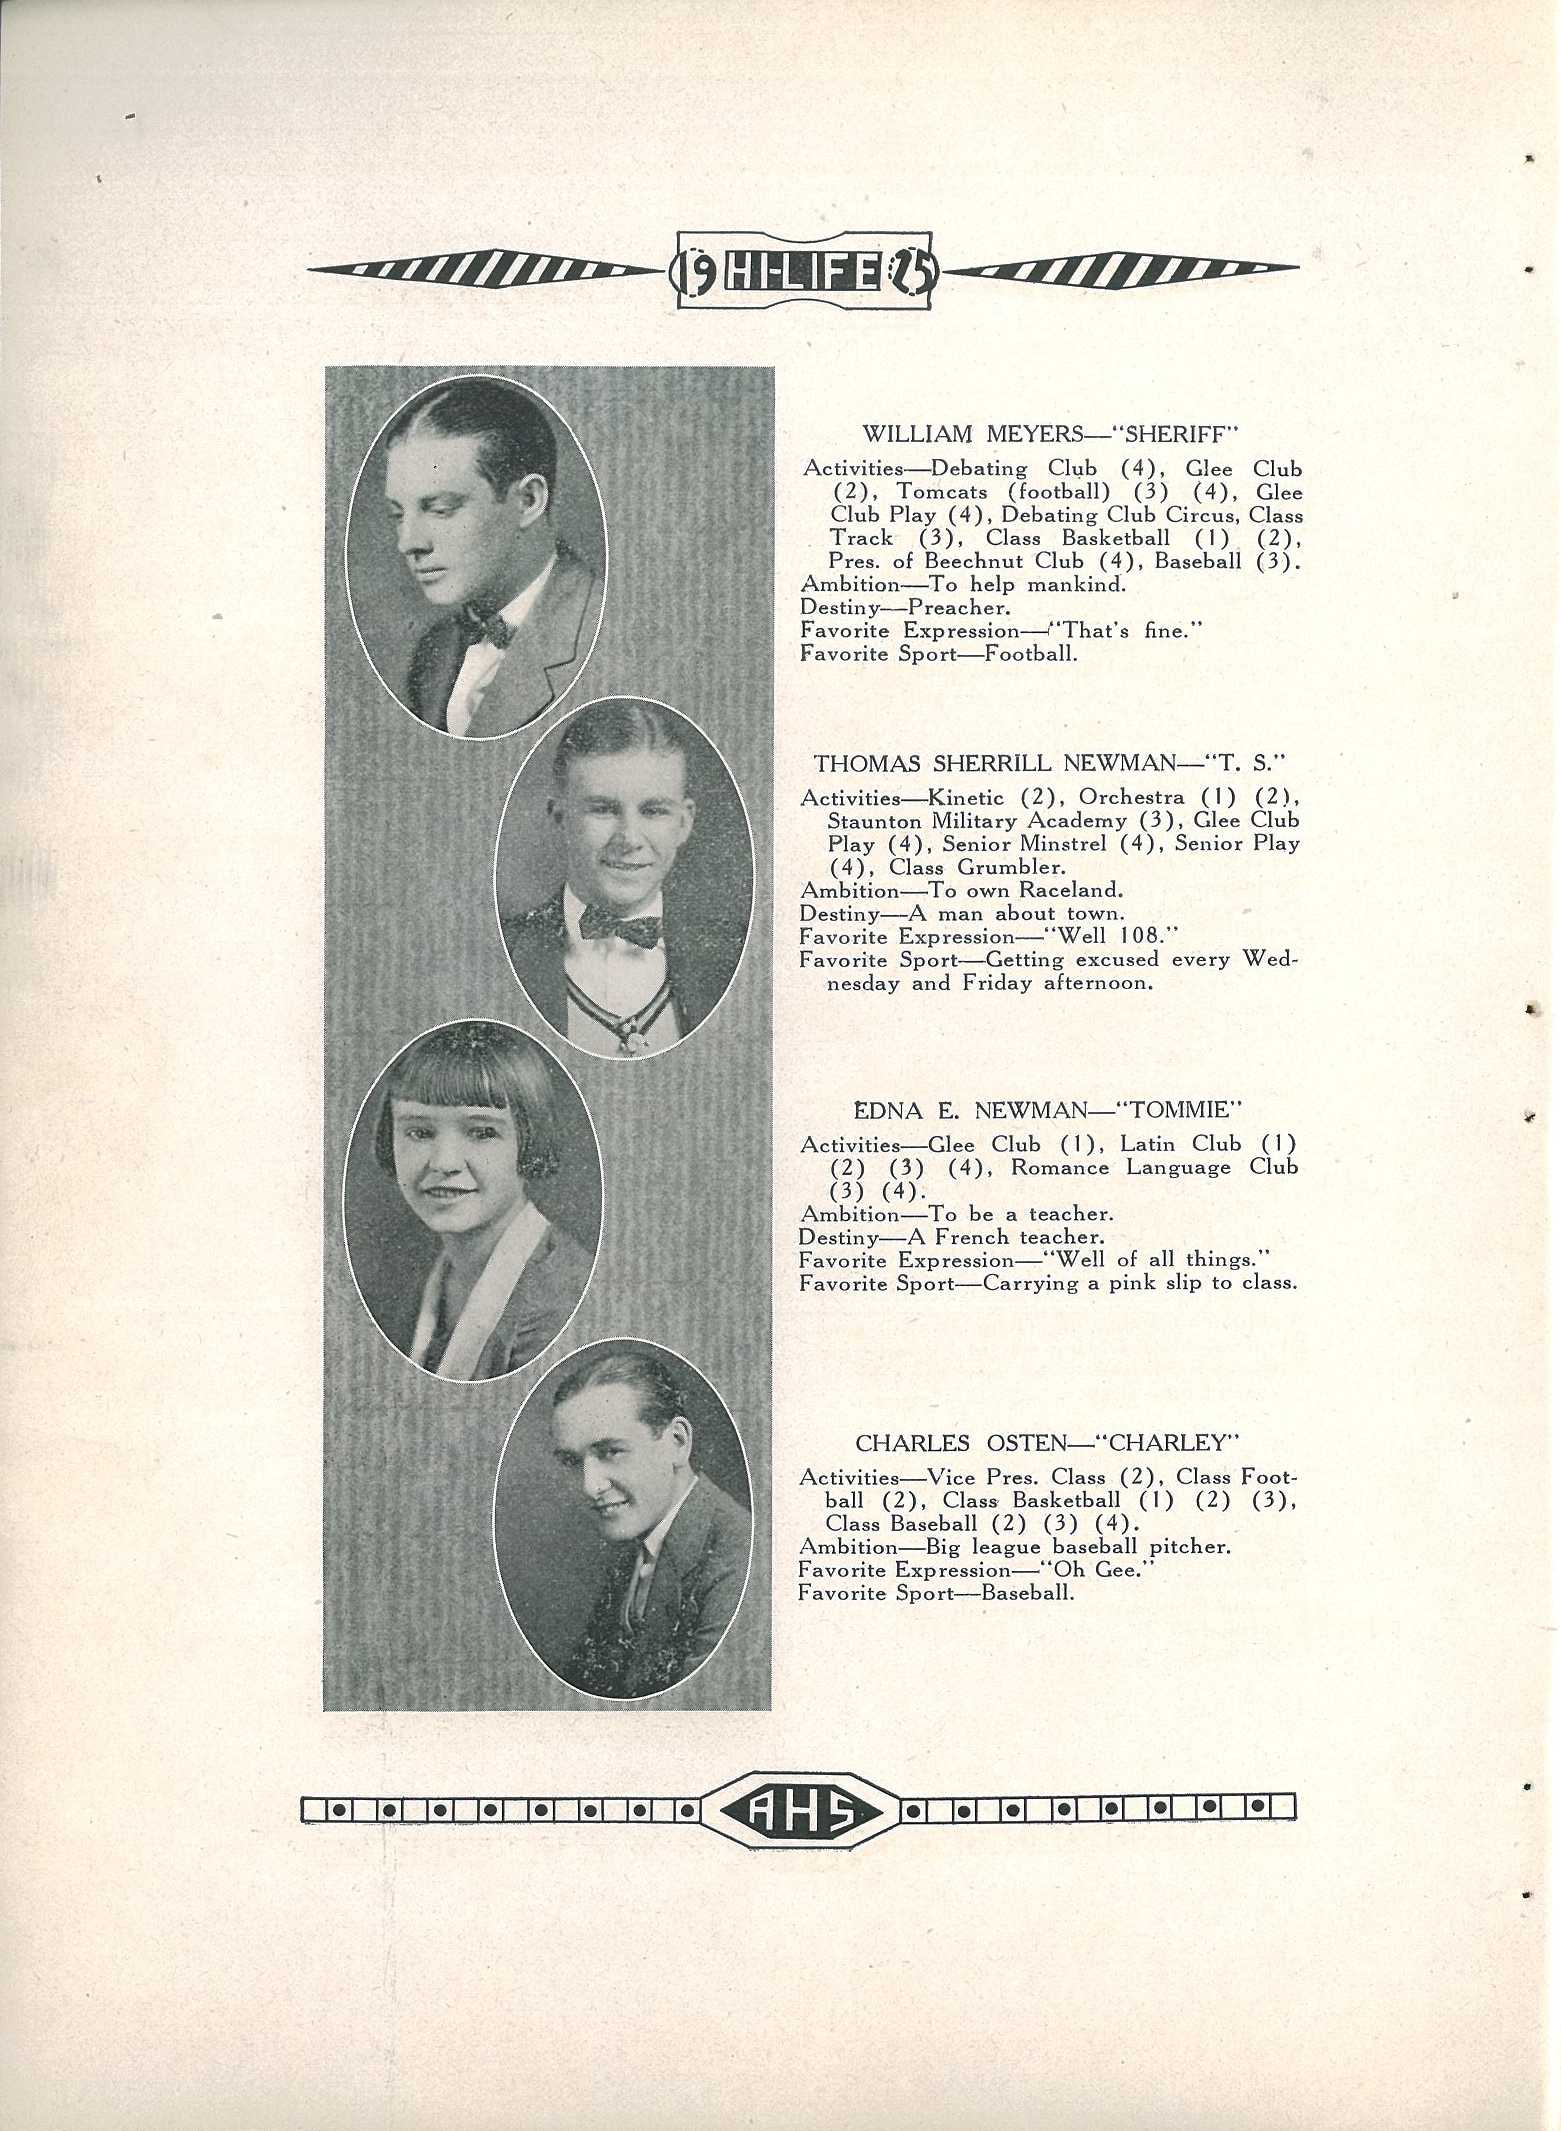 19 HI-LIFE 25
WILLIAM MEYERS—"SHERIFF"
Activities—Debating Club (4), Glee Club
(2), Tomcats (football) (3) (4), Glee
Club Play (4), Debating Club Circus, Class
Track (3), Class Basketball (1) (2),
Pres. of Beechnut Club (4), Baseball (3).
Ambition—To help mankind.
Destiny—Preacher.
Favorite Expression—"That's fine."
Favorite Sport—Football.
THOMAS SHERRILL NEWMAN—"T. S."
Activities—Kinetic (2), Orchestra (1) (2),
Staunton Military Academy (3), Glee Club
Play (4), Senior Minstrel (4), Senior Play
(4), Class Grumbler.
Ambition—To own Raceland.
Destiny—A man about town.
Favorite Expression—"Well 108."
Favorite Sport—Getting excused every Wed-
nesday and Friday afternoon.
EDNA E. NEWMAN—"TOMMIE"
Activities—Glee Club (1), Latin Club (1)
(2) (3) (4), Romance Language Club
(3) (4).
Ambition—To be a teacher.
Destiny—A French teacher.
Favorite Expression—"Well of all things."
Favorite Sport—Carrying a pink slip to class.
CHARLES OSTEN—"CHARLEY"
Activities—Vice Pres. Class (2), Class Foot-
ball (2), Class Basketball (1) (2) (3),
Class Baseball (2) (3) (4).
Ambition—Big league baseball pitcher.
Favorite Expression—"Oh Gee."
Favorite Sport—Baseball.
AHS